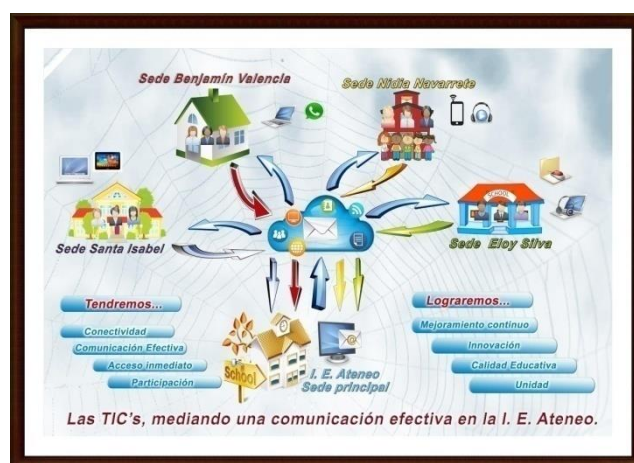 Sede Benjamín Valencia
Sede Nidia Navarrete
SCHOOL
Sede Santa Isabel
Sede Eloy Silva
Tendremos...
Conectividad
Comunicación Efectiva
Acceso inmediato
Participación
Lograremos...
Mejoramiento continuo
Innovación
Calidad Educativa
Unidad
School
I. E. Ateneo
Sede principal
Las TIC's, mediando una comunicación efectiva en la I. E. Ateneo.